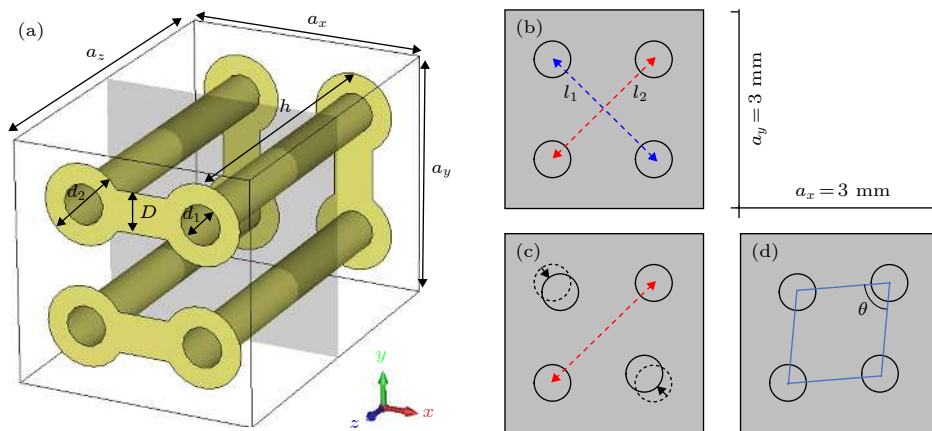 (a)
a_x
a_z
h
a_y
d_2
D
d_1
y
x
z
(b)
l_1
l_2
a_y = 3 mm
a_x = 3 mm
(c)
(d)
θ